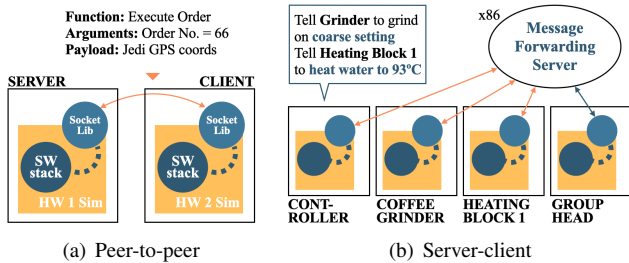 Function: Execute Order
Arguments: Order No. = 66
Payload: Jedi GPS coords
SERVER
CLIENT
Socket
Lib
SW
stack
HW 1 Sim
Socket
Lib
SW
stack
HW 2 Sim
(a) Peer-to-peer
Tell Grinder to grind
on coarse setting
Tell Heating Block 1
to heat water to 93ºC
x86
Message
Forwarding
Server
CONT-
ROLLER
COFFEE
GRINDER
HEATING
BLOCK 1
GROUP
HEAD
(b) Server-client